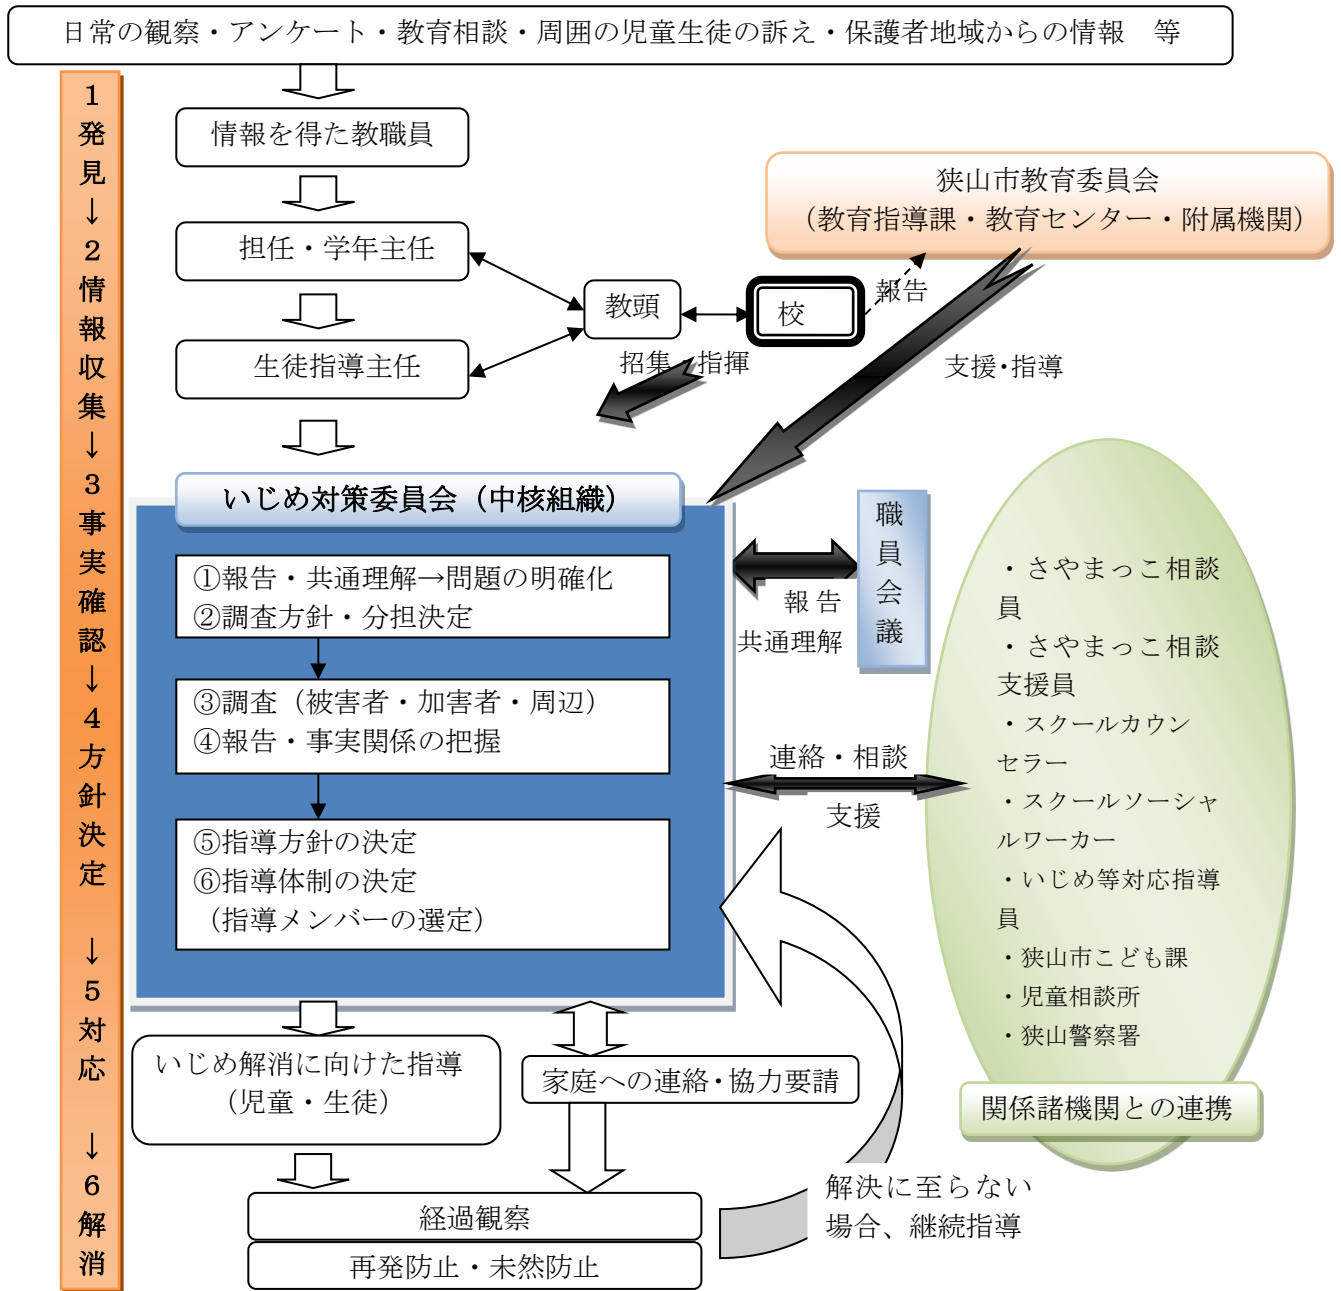 日常の観察・アンケート・教育相談・周囲の児童生徒の訴え・保護者地域からの情報　等
1発見→2情報収集→3事実確認→4方針決定　→5対応　→6解消
情報を得た教職員
担任・学年主任
生徒指導主任
教頭
校
狭山市教育委員会
（教育指導課・教育センター・附属機関）
報告
招集・指揮
支援・指導
いじめ対策委員会（中核組織）
①報告・共通理解→問題の明確化
②調査方針・分担決定
③調査（被害者・加害者・周辺）
④報告・事実関係の把握
⑤指導方針の決定
⑥指導体制の決定
（指導メンバーの選定）
職員会議
報告
共通理解
連絡・相談
支援
・さやまっこ相談
員
・さやまっこ相談
支援員
・スクールカウン
セラー
・スクールソーシャ
ルワーカー
・いじめ等対応指導
員
・狭山市こども課
・児童相談所
・狭山警察署
関係諸機関との連携
いじめ解消に向けた指導
（児童・生徒）
家庭への連絡・協力要請
経過観察
再発防止・未然防止
解決に至らない
場合、継続指導